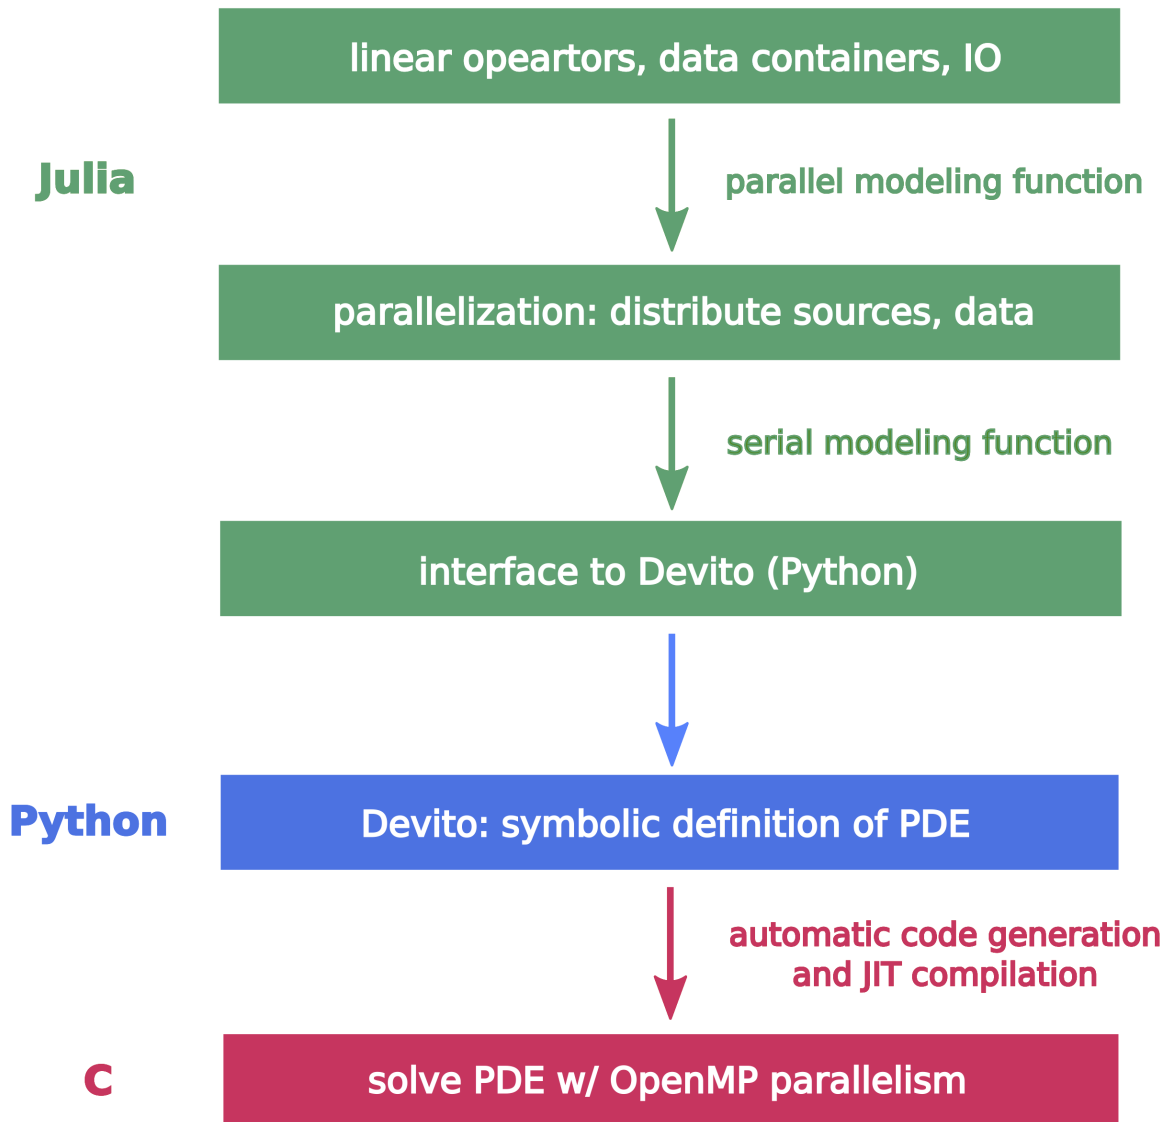 linear opeartors, data containers, IO
Julia
parallel modeling function
parallelization: distribute sources, data
serial modeling function
interface to Devito (Python)
Python
Devito: symbolic definition of PDE
automatic code generation
and JIT compilation
C
solve PDE w/ OpenMP parallelism